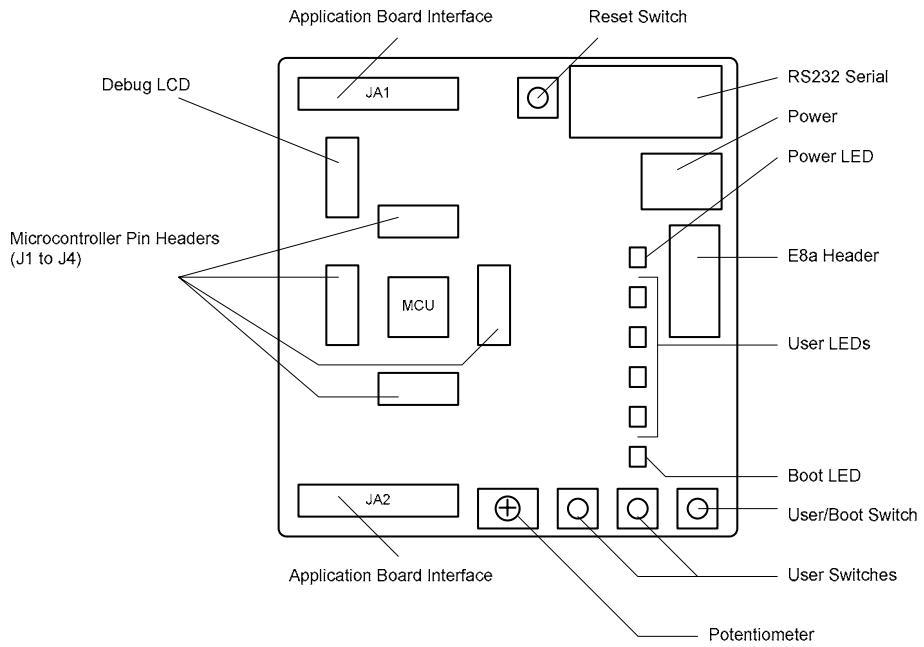 Application Board Interface
Reset Switch
RS232 Serial
Debug LCD
JA1
Power
Power LED
Microcontroller Pin Headers
(J1 to J4)
E8a Header
MCU
User LEDs
Boot LED
JA2
User/Boot Switch
Application Board Interface
User Switches
Potentiometer